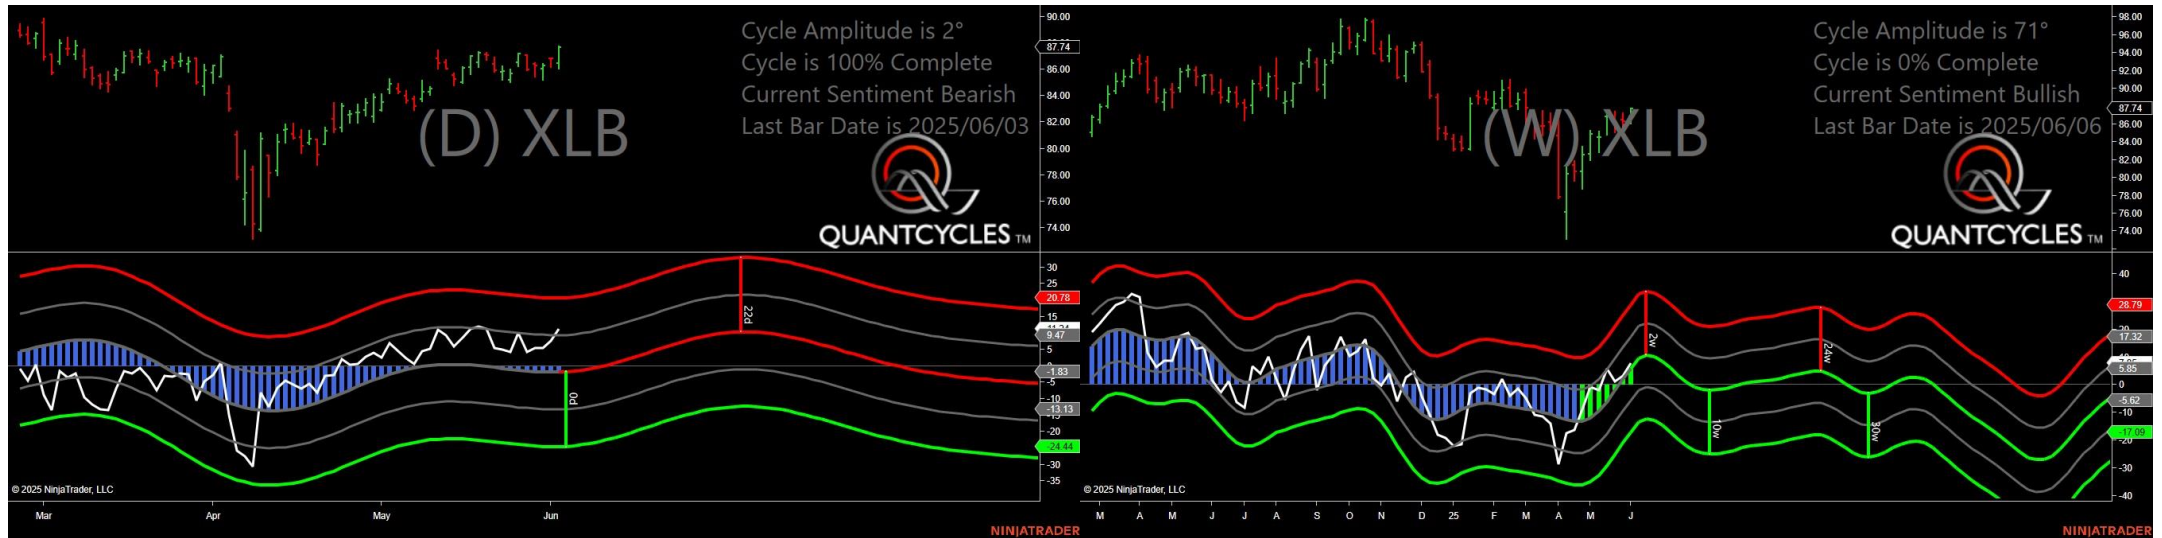 Cycle Amplitude is 2°
Cycle is 100% Complete
Current Sentiment Bearish
Last Bar Date is 2025/06/03
(D) XLB
QUANTCYCLES TM
90.00
87.74
86.00
84.00
82.00
80.00
78.00
76.00
74.00
30
25
20.78
15
9.47
5
-1.83
-5
-10
-13.13
-20
-24.44
-30
-35
22d
0d
© 2025 NinjaTrader, LLC
Mar
Apr
May
Jun
NINJATRADER
Cycle Amplitude is 71°
Cycle is 0% Complete
Current Sentiment Bullish
Last Bar Date is 2025/06/06
(W) XLB
QUANTCYCLES TM
98.00
96.00
94.00
92.00
90.00
87.74
86.00
84.00
82.00
80.00
78.00
76.00
74.00
40
28.79
17.32
5.85
0
-5.62
-10
-17.09
-30
-40
2w
10w
24w
30w
© 2025 NinjaTrader, LLC
M
A
M
J
J
A
S
O
N
D
25
F
M
A
M
J
NINJATRADER